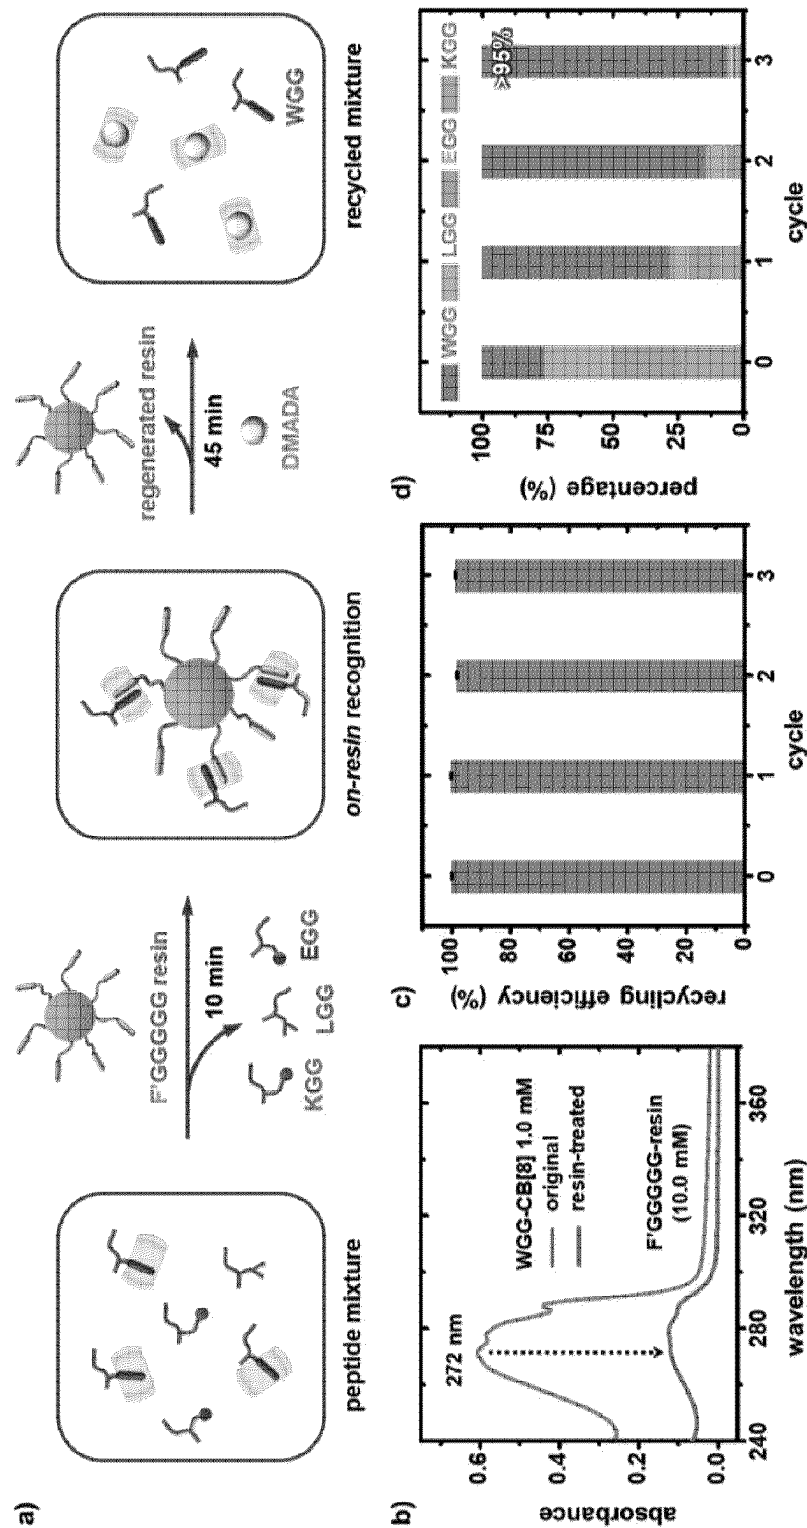 a)
peptide mixture
F'GGGGG resin
10 min
KGG
LGG
EGG
on-resin recognition
regenerated resin
45 min
DMADA
WGG
recycled mixture
b)
absorbance
0.6
0.4
0.2
0.0
272 nm
WGG-CB[8] 1.0 mM
original
resin-treated
F'GGGGG-resin
(10.0 mM)
240
280
320
360
wavelength (nm)
c)
recycling efficiency (%)
100
80
60
40
20
0
0
1
2
3
cycle
d)
percentage (%)
100
75
50
25
0
WGG
LGG
EGG
KGG
>95%
0
1
2
3
cycle